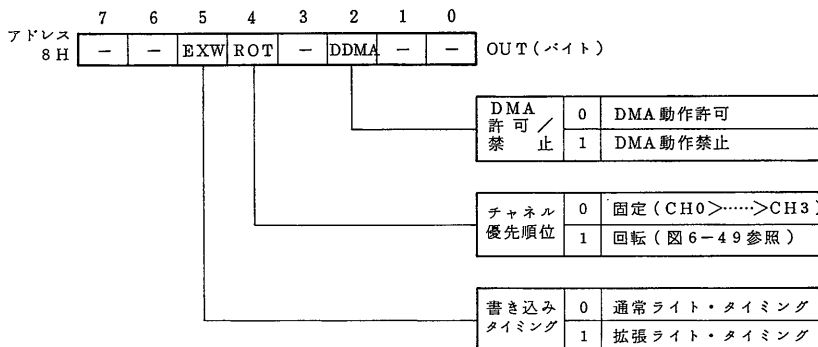 7 6 5 4 3 2 1 0
アドレス
8H - - EXW ROT - DDMA - - OUT(バイト)
DMA
許可/
禁止
0 DMA動作許可
1 DMA動作禁止
チャネル
優先順位
0 固定(CH0>……>CH3)
1 回転(図6-49参照)
書き込み
タイミング
0 通常ライト・タイミング
1 拡張ライト・タイミング